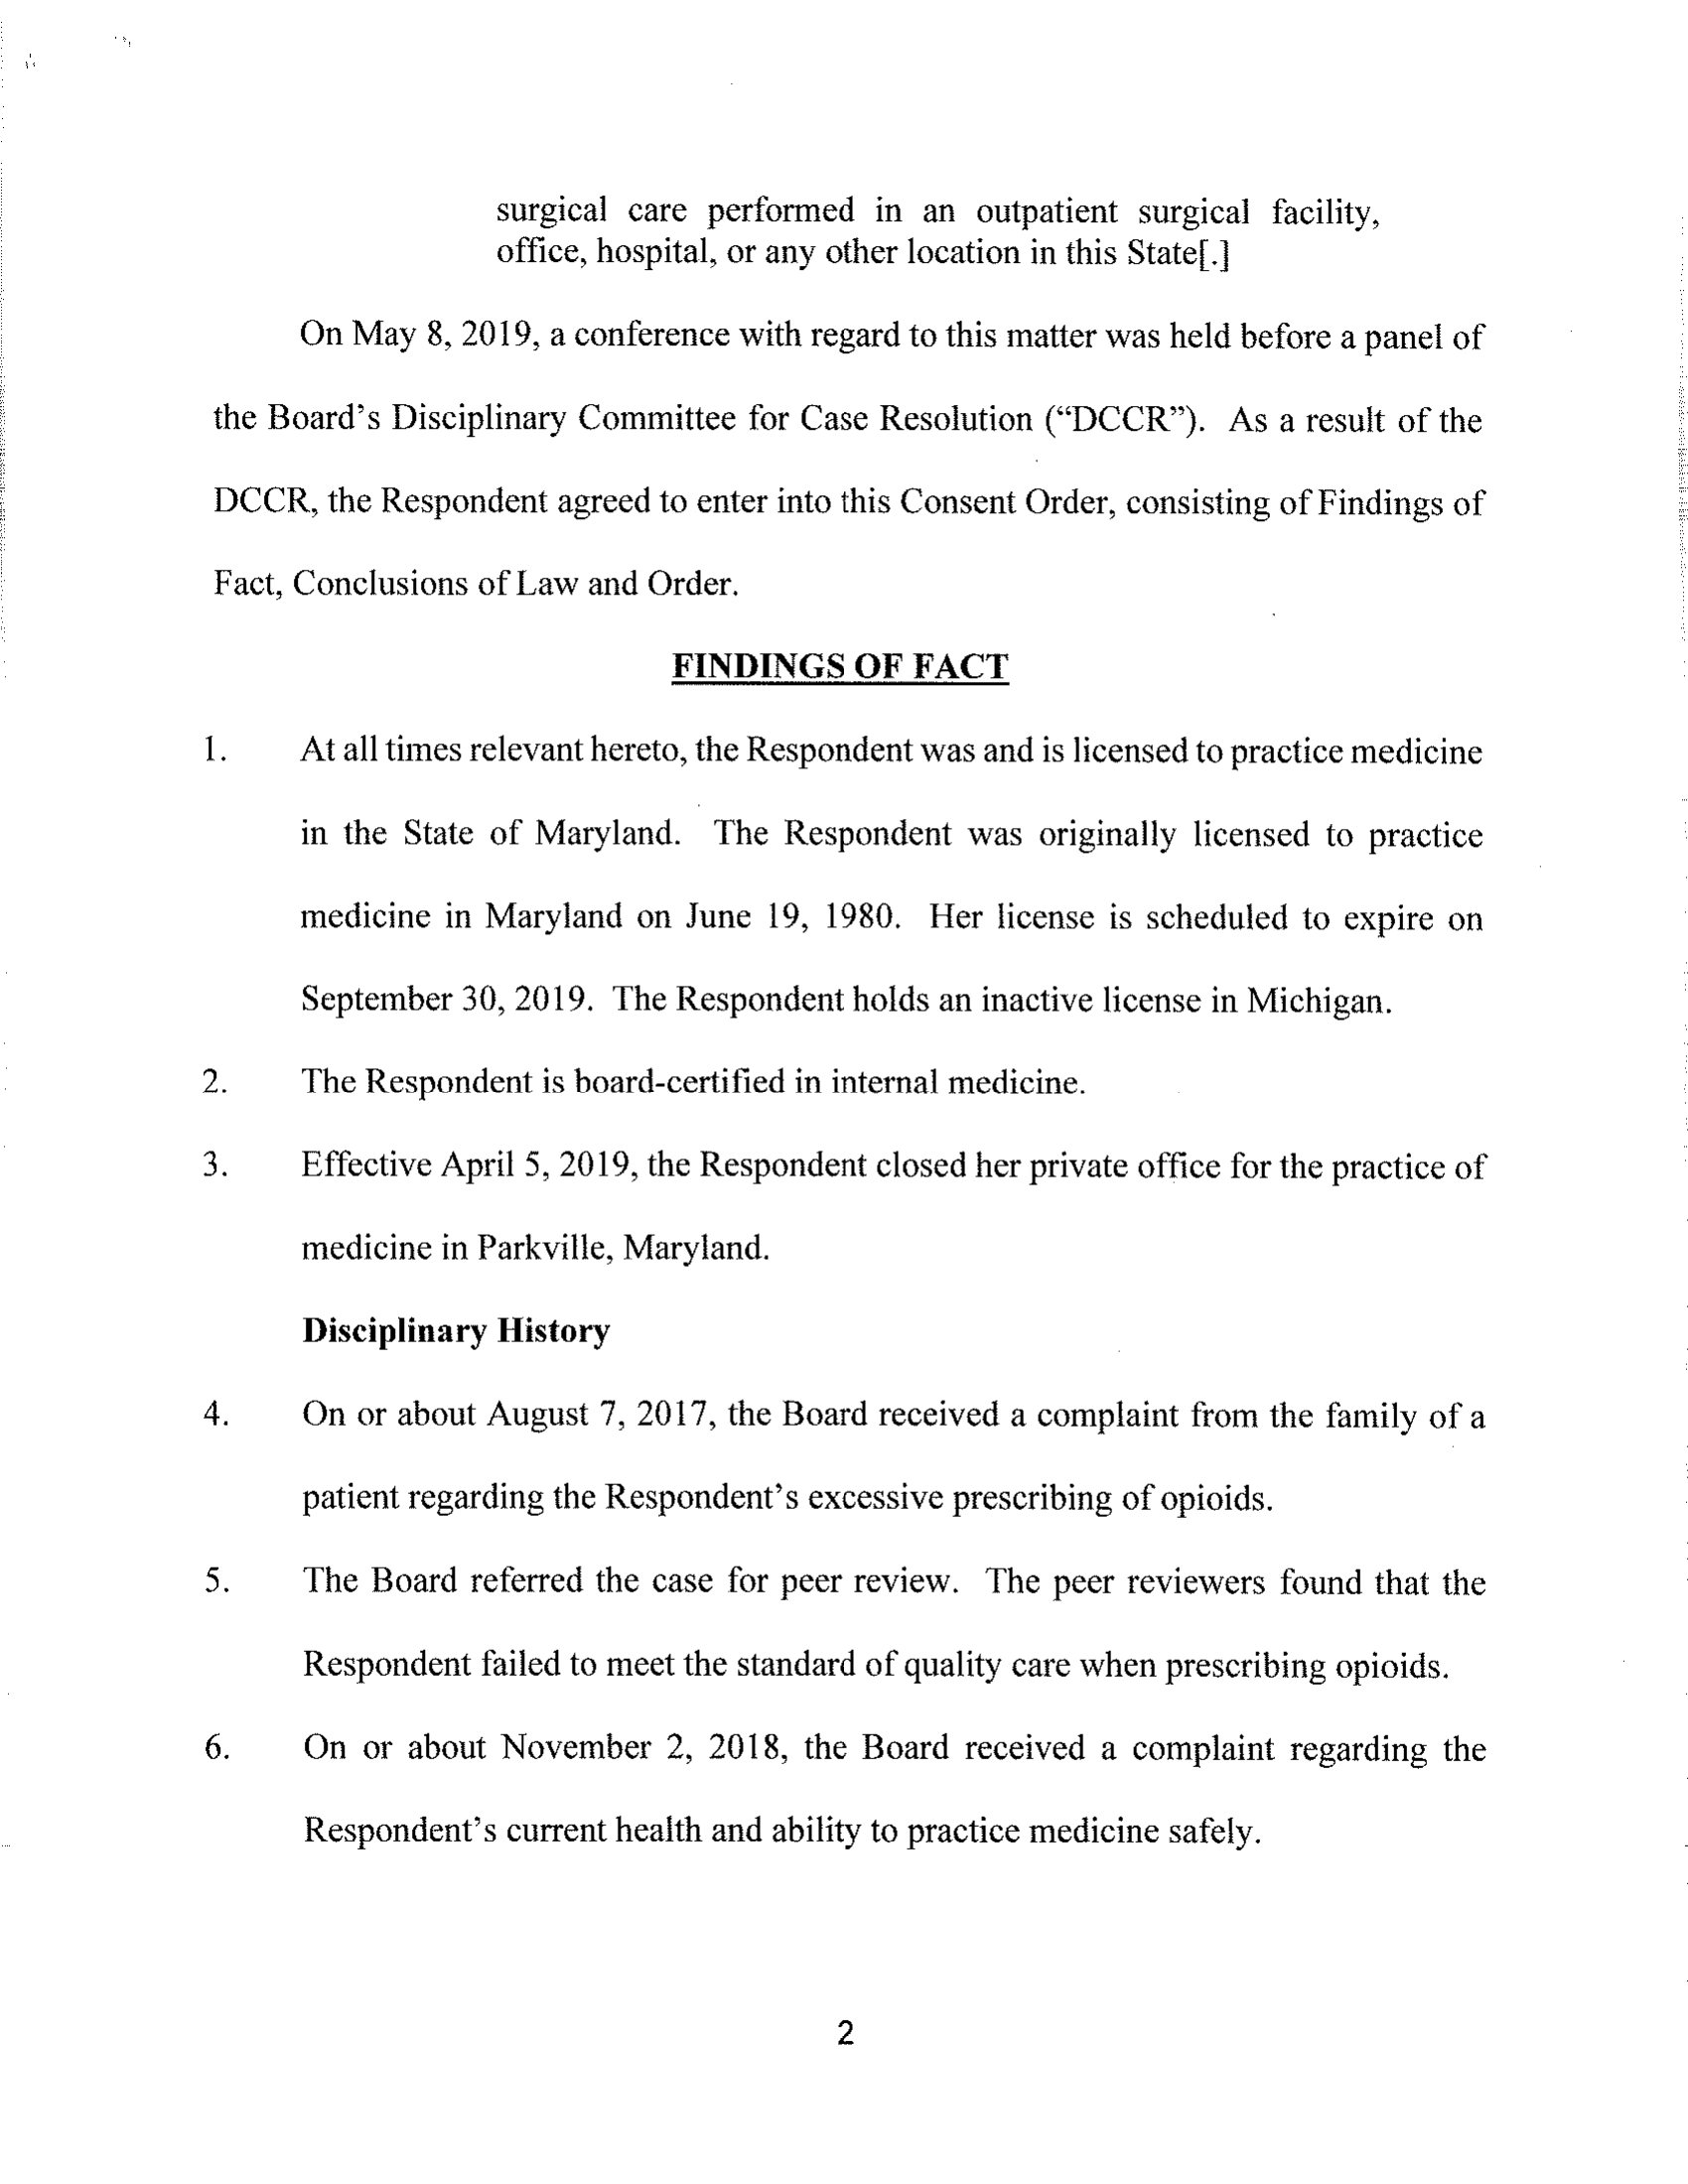 surgical care performed in an outpatient surgical facility,
office, hospital, or any other location in this State[.]
On May 8, 2019, a conference with regard to this matter was held before a panel of
the Board's Disciplinary Committee for Case Resolution (“DCCR”). As a result of the
DCCR, the Respondent agreed to enter into this Consent Order, consisting of Findings of
Fact, Conclusions of Law and Order.
FINDINGS OF FACT
1. At all times relevant hereto, the Respondent was and is licensed to practice medicine
in the State of Maryland. The Respondent was originally licensed to practice
medicine in Maryland on June 19, 1980. Her license is scheduled to expire on
September 30, 2019. The Respondent holds an inactive license in Michigan.
2. The Respondent is board-certified in internal medicine.
3. Effective April 5, 2019, the Respondent closed her private office for the practice of
medicine in Parkville, Maryland.
Disciplinary History
4. On or about August 7, 2017, the Board received a complaint from the family of a
patient regarding the Respondent's excessive prescribing of opioids.
5. The Board referred the case for peer review. The peer reviewers found that the
Respondent failed to meet the standard of quality care when prescribing opioids.
6. On or about November 2, 2018, the Board received a complaint regarding the
Respondent's current health and ability to practice medicine safely.
2